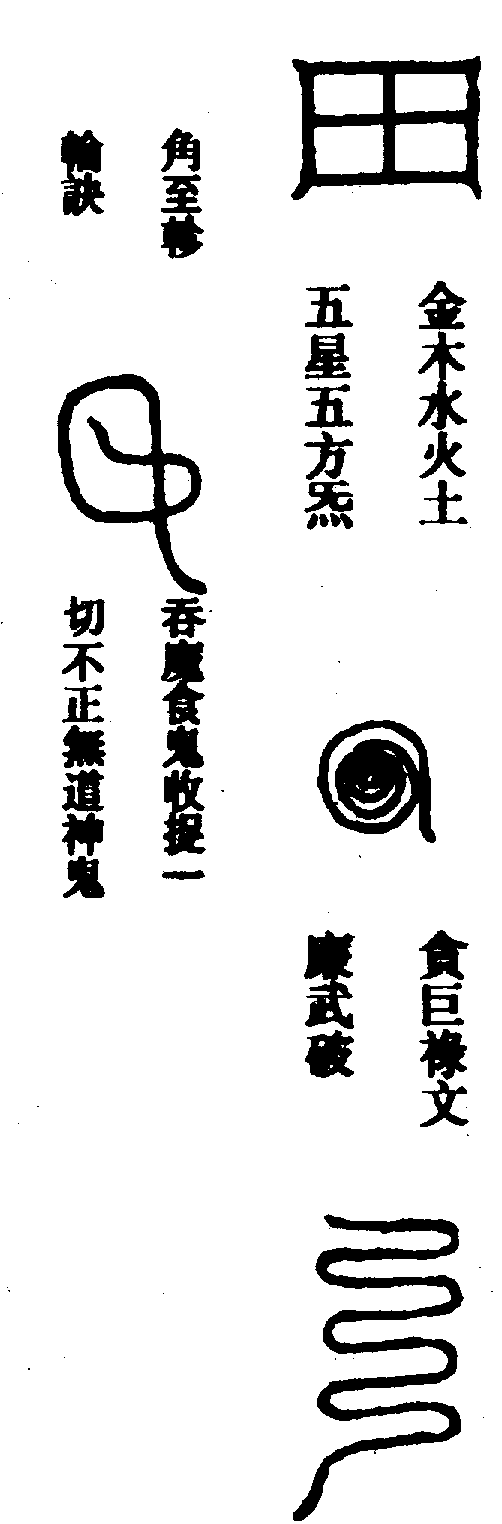 金木水火土
五星五方炁
貪巨祿文
廉武破
角至軫
輪訣
吞魔食鬼收捉一
切不正無道神鬼